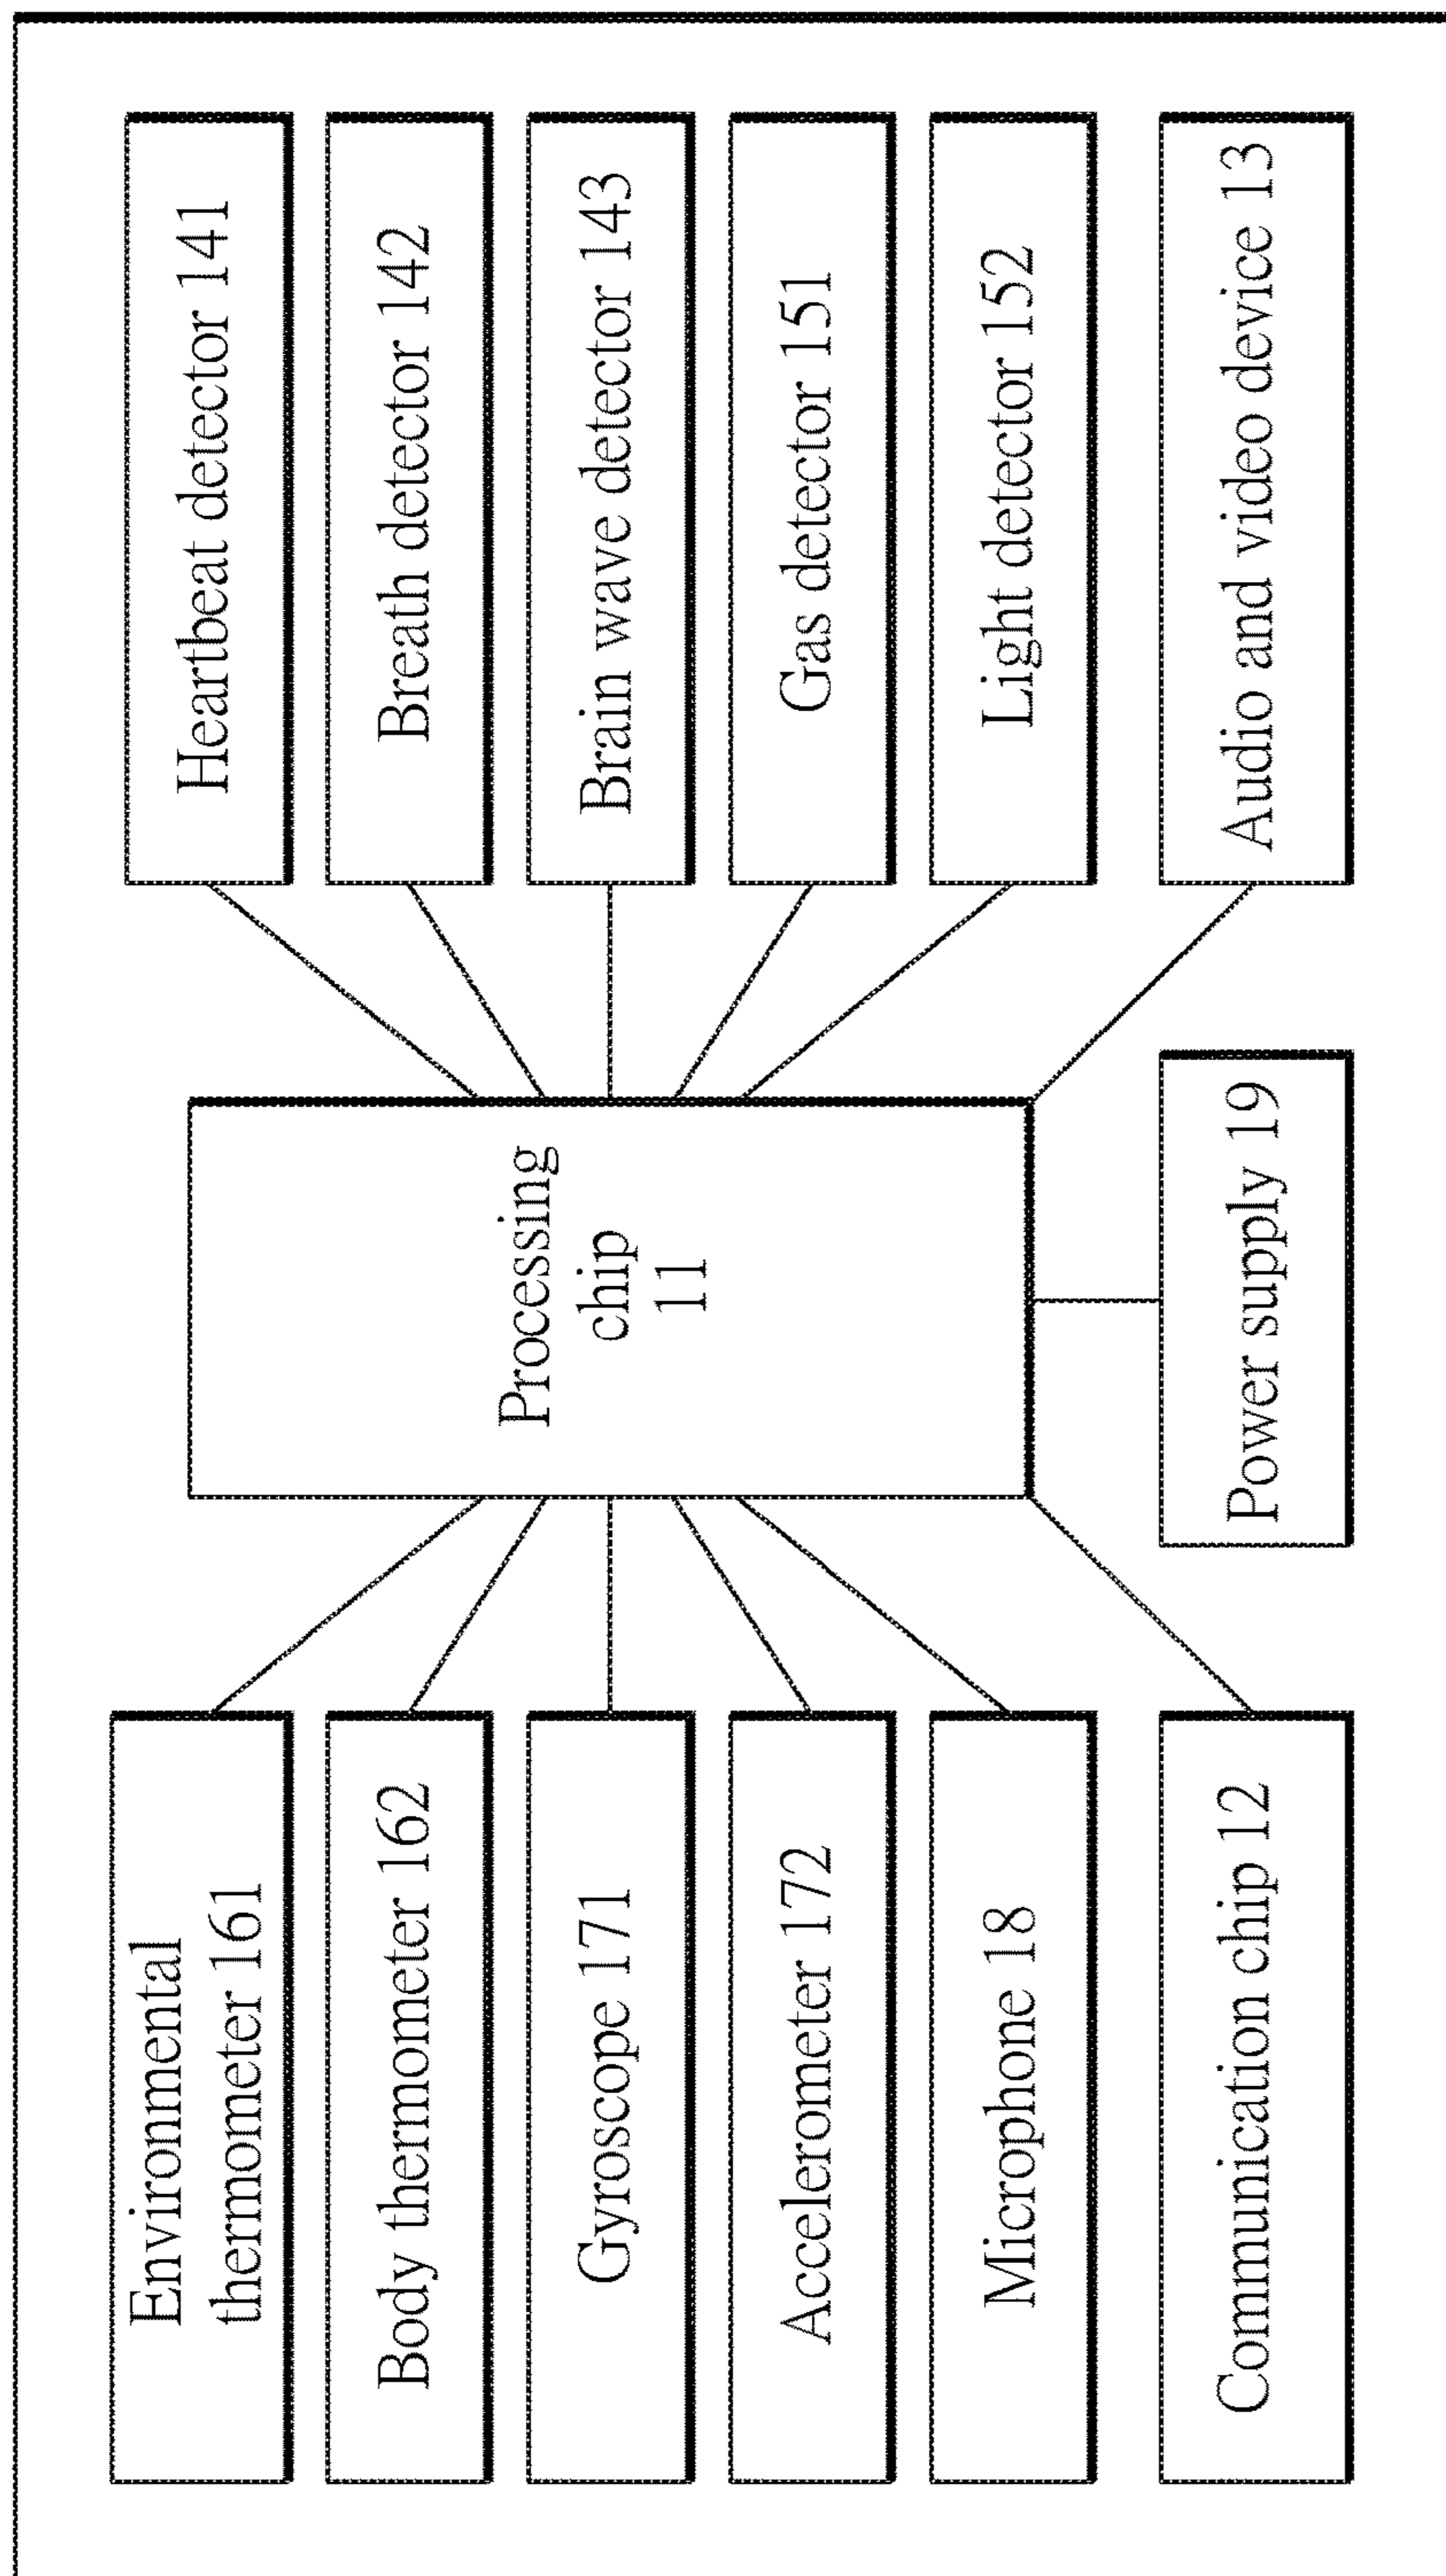 Environmental
thermometer 161
Body thermometer 162
Gyroscope 171
Accelerometer 172
Microphone 18
Communication chip 12
Processing
chip
11
Power supply 19
Heartbeat detector 141
Breath detector 142
Brain wave detector 143
Gas detector 151
Light detector 152
Audio and video device 13